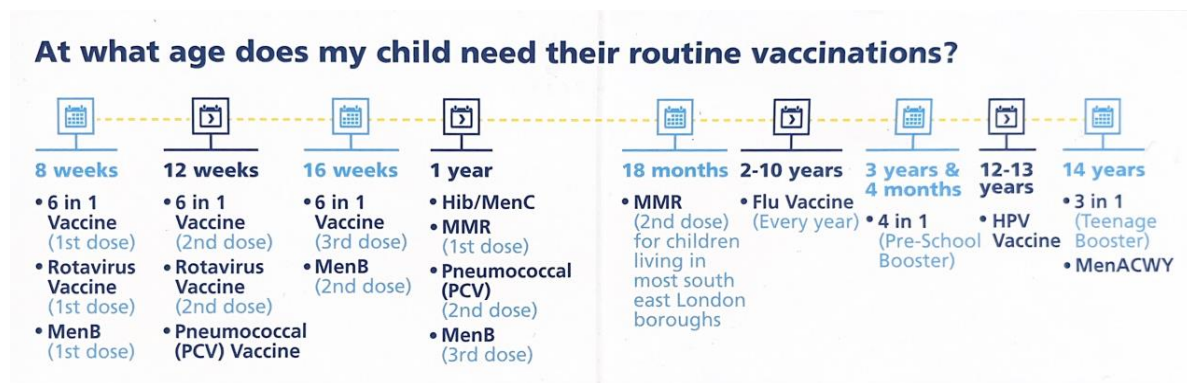 At what age does my child need their routine vaccinations?
8 weeks
• 6 in 1
Vaccine
(1st dose)
• Rotavirus
Vaccine
(1st dose)
• MenB
(1st dose)
12 weeks
• 6 in 1
Vaccine
(2nd dose)
• Rotavirus
Vaccine
(2nd dose)
• Pneumococcal
(PCV) Vaccine
16 weeks
• 6 in 1
Vaccine
(3rd dose)
• MenB
(2nd dose)
1 year
• Hib/MenC
• MMR
(1st dose)
• Pneumococcal
(PCV)
(2nd dose)
• MenB
(3rd dose)
18 months
• MMR
(2nd dose)
for children
living in
most south
east London
boroughs
2-10 years
• Flu Vaccine
(Every year)
3 years &
4 months
• 4 in 1
(Pre-School
Booster)
12-13
years
• HPV
Vaccine
14 years
• 3 in 1
(Teenage
Booster)
• MenACWY